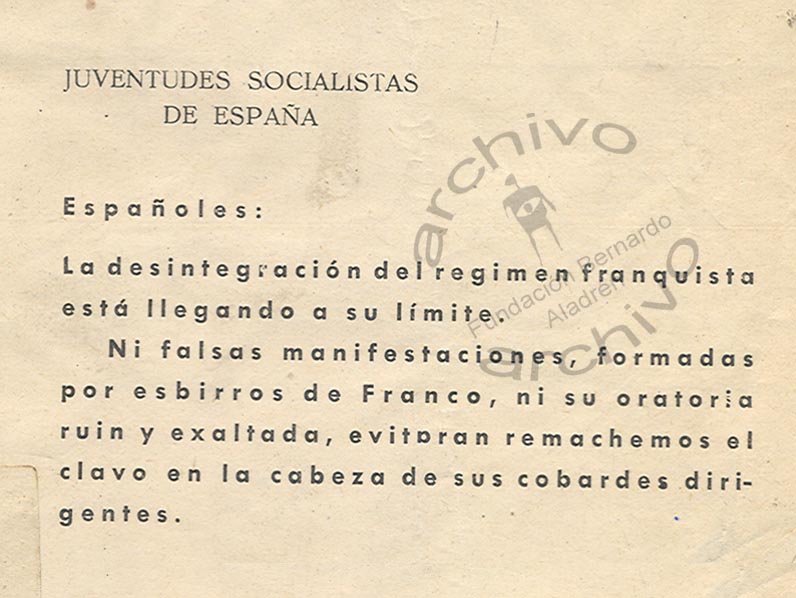 JUVENTUDES SOCIALISTAS
DE ESPAÑA
archivo
Fundación Bernardo
Aladrén
archivo
Españoles:
La desintegración del regimen franquista
está llegando a su límite.
Ni falsas manifestaciones, formadas
por esbirros de Franco, ni su oratoria
ruin y exaltada, evitaran remachemos el
clavo en la cabeza de sus cobardes diri-
gentes.